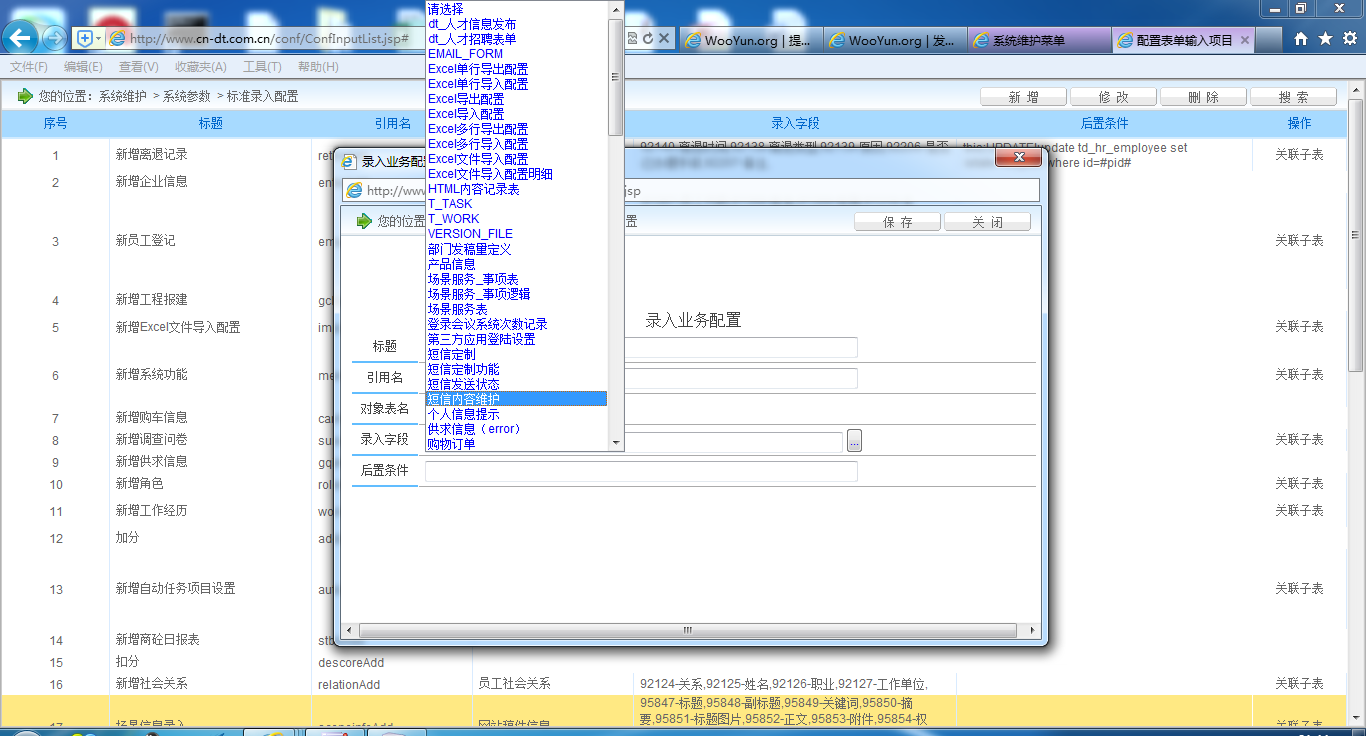 http://www.cn-dt.com.cn/conf/ConfInputList.jsp#
WooYun.org | 提...
WooYun.org | 发...
系统维护菜单
配置表单输入项目
文件(F) 编辑(E) 查看(V) 收藏夹(A) 工具(T) 帮助(H)
您的位置：系统维护 > 系统参数 > 标准录入配置
新 增 修 改 删 除 搜 索
序号 标题 引用名 录入字段 后置条件 操作
请选择
dt_人才信息发布
dt_人才招聘表单
EMAIL_FORM
Excel单行导出配置
Excel单行导入配置
Excel导出配置
Excel导入配置
Excel多行导出配置
Excel多行导入配置
Excel文件导入配置
Excel文件导入配置明细
HTML内容记录表
T_TASK
T_WORK
VERSION_FILE
部门发稿量定义
产品信息
场景服务_事项表
场景服务_事项逻辑
场景服务表
登录会议系统次数记录
第三方应用登陆设置
短信定制
短信定制功能
短信发送状态
短信内容维护
个人信息提示
供求信息（error）
购物订单
录入业务配
http://www
jsp
您的位置
置
保 存 关 闭
录入业务配置
标题
引用名
对象表名
录入字段
...
后置条件
1 新增离退记录 ret 92140-离退时间,92138-离退类型,92139-原因,92296-是否 this:UPDATE#update td_hr_employee set
where id=#pid# 关联子表
2 新增企业信息 en
3 新员工登记 em 关联子表
4 新增工程报建 gc
5 新增Excel文件导入配置 im 关联子表
6 新增系统功能 me 关联子表
7 新增购车信息 car
8 新增调查问卷 su 关联子表
9 新增供求信息 gq
10 新增角色 rol 关联子表
11 新增工作经历 wo 关联子表
12 加分 ad
13 新增自动任务项目设置 au 关联子表
14 新增商砼日报表 stb
15 扣分 descoreAdd
16 新增社会关系 relationAdd 员工社会关系 92124-关系,92125-姓名,92126-职业,92127-工作单位, 关联子表
95847-标题,95848-副标题,95849-关键词,95850-摘
17 场景信息录入 网站稿件信息 要,95851-标题图片,95852-正文,95853-附件,95854-权 关联子表